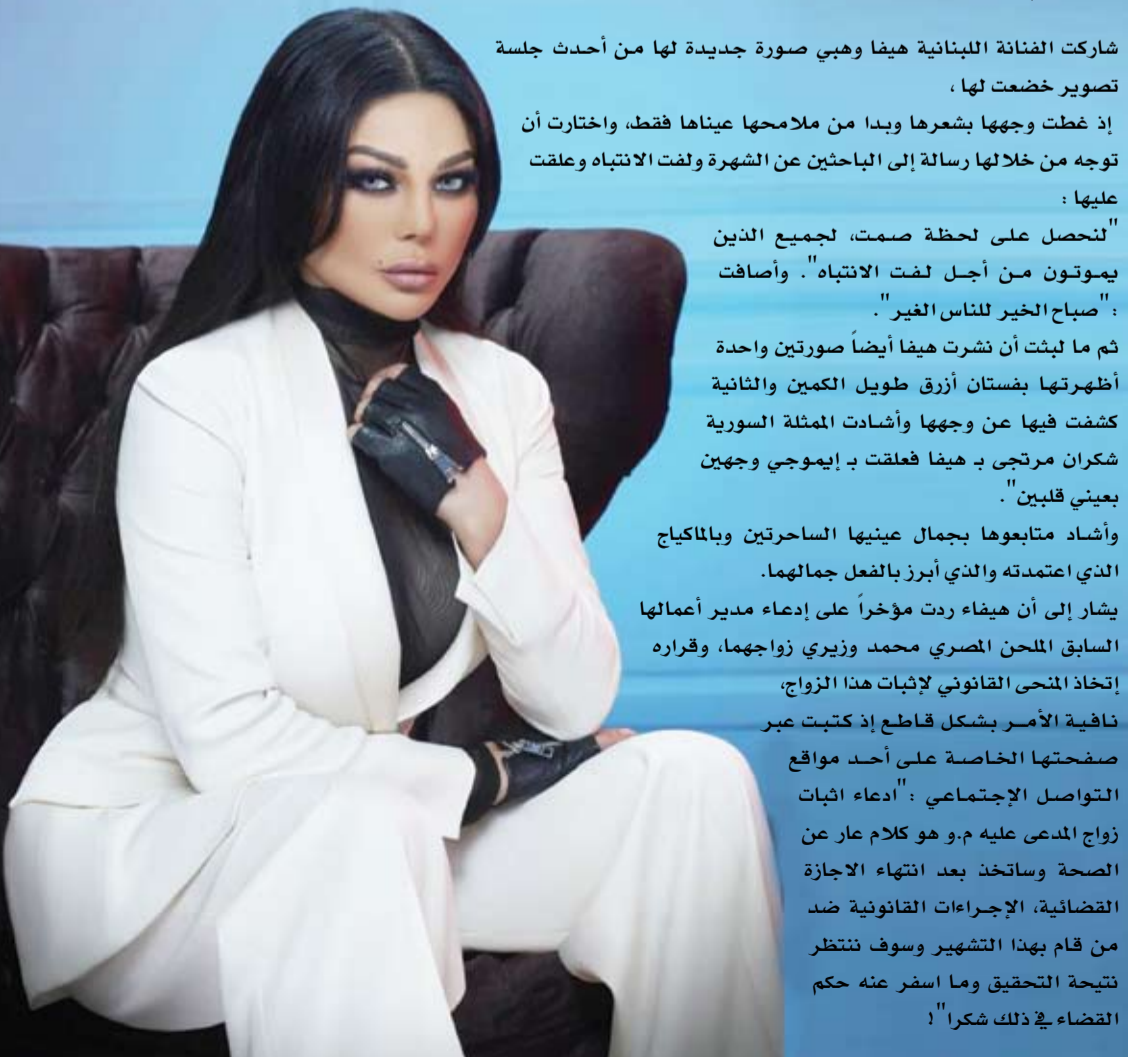 شاركت الفنانة اللبنانية هيفا وهبي صورة جديدة لها من أحدث جلسة
تصوير خضعت لها ،
إذ غطت وجهها بشعرها وبدا من ملامحها عيناها فقط، واختارت أن
توجه من خلالها رسالة إلى الباحثين عن الشهرة ولفت الانتباه وعلقت
عليها :
"لنحصل على لحظة صمت، لجميع الذين
يموتون من أجل لفت الانتباه". وأصافت
:"صباح الخير للناس الغير".
ثم ما لبثت أن نشرت هيفا أيضاً صورتين واحدة
أظهرتها بفستان أزرق طويل الكمين والثانية
كشفت فيها عن وجهها وأشادت الممثلة السورية
شكران مرتجى بـ هيفا فعلقت بـ إيموجي وجهين
بعيني قلبين".
وأشاد متابعوها بجمال عينيها الساحرتين وبالماكياج
الذي اعتمدته والذي أبرز بالفعل جمالهما.
يشار إلى أن هيفاء ردت مؤخراً على إدعاء مدير أعمالها
السابق الملحن المصري محمد وزيري زواجهما، وقراره
إتخاذ المنحى القانوني لإثبات هذا الزواج،
نافية الأمر بشكل قاطع إذ كتبت عبر
صفحتها الخاصة على أحد مواقع
التواصل الإجتماعي :"ادعاء اثبات
زواج المدعى عليه م.و هو كلام عار عن
الصحة وساتخذ بعد انتهاء الاجازة
القضائية، الإجراءات القانونية ضد
من قام بهذا التشهير وسوف ننتظر
نتيحة التحقيق وما اسفر عنه حكم
القضاء في ذلك شكرا"!